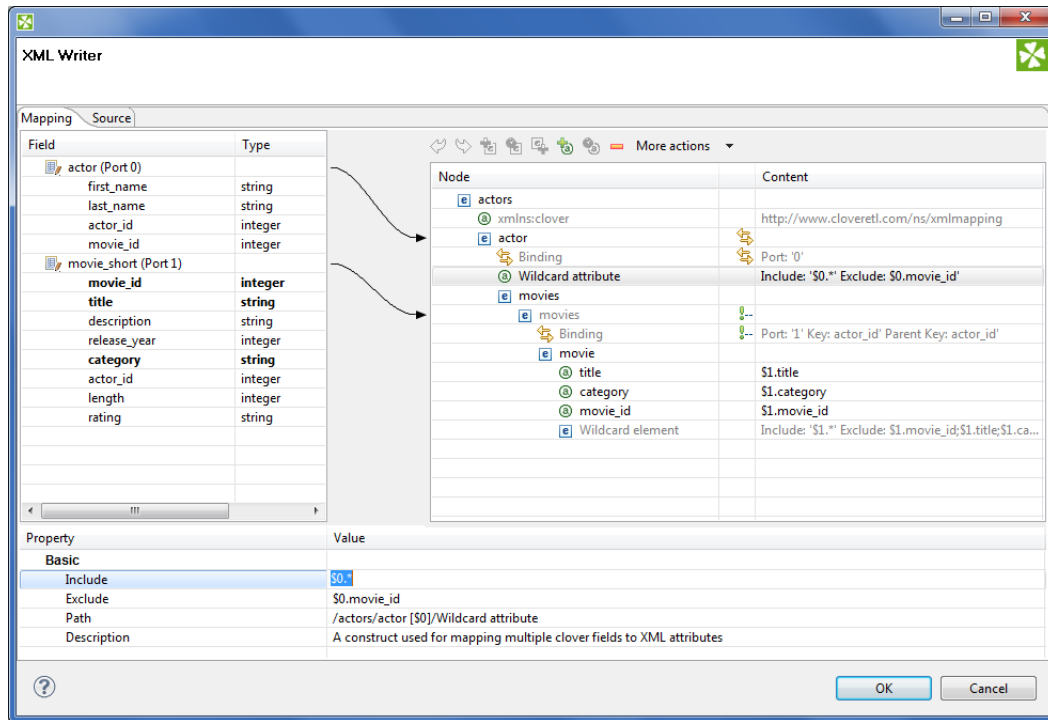 XML Writer
Mapping
Source
Field Type
actor (Port 0)
first_name string
last_name string
actor_id integer
movie_id integer
movie_short (Port 1)
movie_id integer
title string
description string
release_year integer
category string
actor_id integer
length integer
rating string
More actions
Node Content
e actors
a xmlns:clover http://www.cloveretl.com/ns/xmlmapping
e actor
Binding Port: '0'
a Wildcard attribute Include: '$0.*' Exclude: $0.movie_id'
e movies
e movies
Binding Port: '1' Key: actor_id' Parent Key: actor_id'
e movie
a title $1.title
a category $1.category
a movie_id $1.movie_id
e Wildcard element Include: '$1.*' Exclude: $1.movie_id;$1.title;$1.ca...
Property Value
Basic
Include $0.*
Exclude $0.movie_id
Path /actors/actor [$0]/Wildcard attribute
Description A construct used for mapping multiple clover fields to XML attributes
?
OK
Cancel